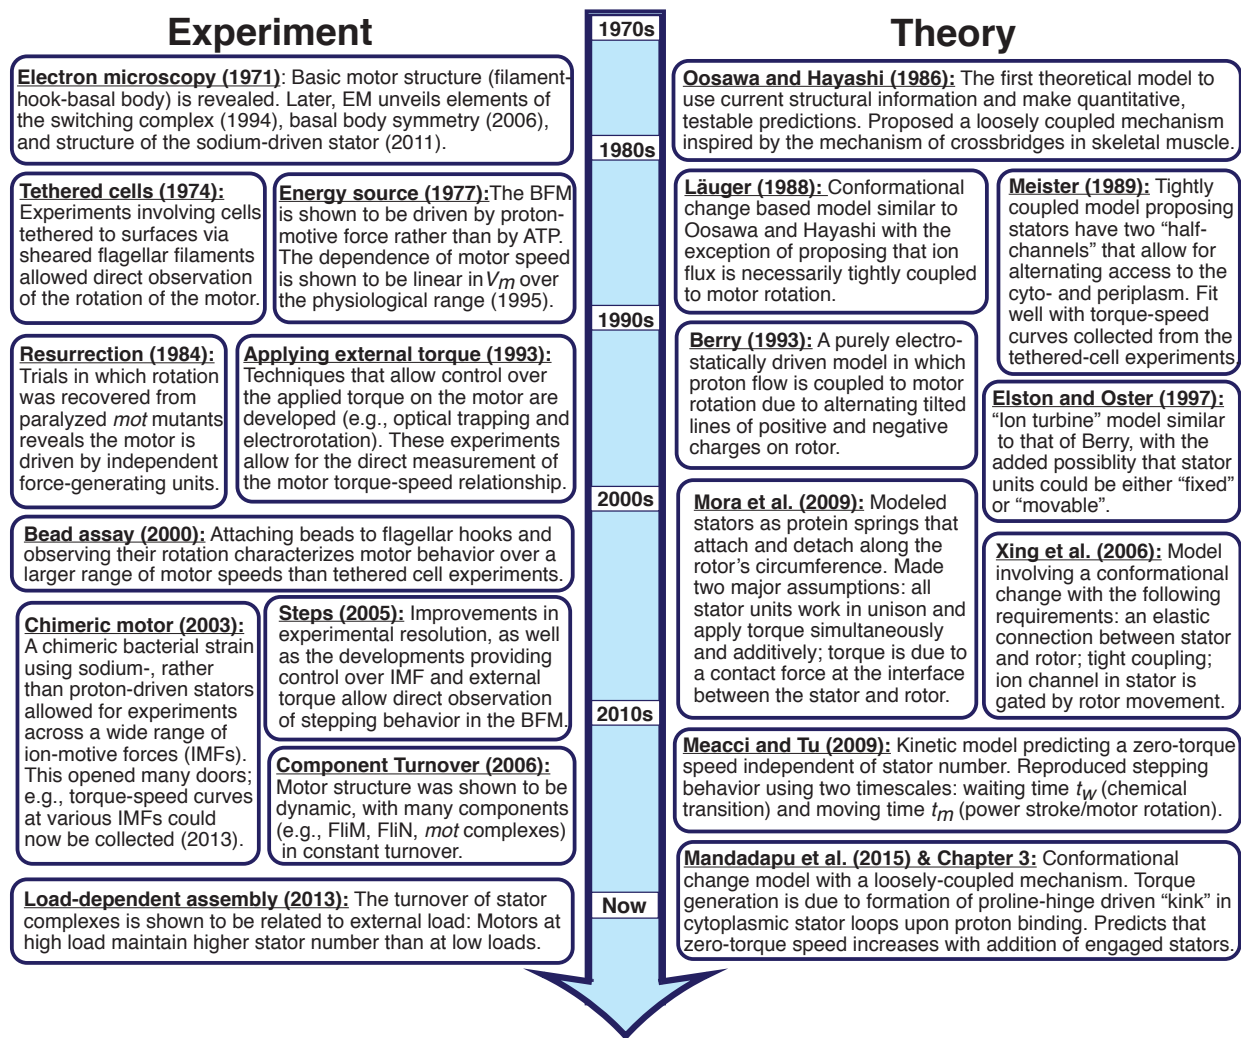 Experiment
Electron microscopy (1971): Basic motor structure (filament-
hook-basal body) is revealed. Later, EM unveils elements of
the switching complex (1994), basal body symmetry (2006),
and structure of the sodium-driven stator (2011).
Tethered cells (1974):
Experiments involving cells
tethered to surfaces via
sheared flagellar filaments
allowed direct observation
of the rotation of the motor.
Energy source (1977):The BFM
is shown to be driven by proton-
motive force rather than by ATP.
The dependence of motor speed
is shown to be linear in Vm over
the physiological range (1995).
Resurrection (1984):
Trials in which rotation
was recovered from
paralyzed mot mutants
reveals the motor is
driven by independent
force-generating units.
Applying external torque (1993):
Techniques that allow control over
the applied torque on the motor are
developed (e.g., optical trapping and
electrorotation). These experiments
allow for the direct measurement of
the motor torque-speed relationship.
Bead assay (2000): Attaching beads to flagellar hooks and
observing their rotation characterizes motor behavior over a
larger range of motor speeds than tethered cell experiments.
Chimeric motor (2003):
A chimeric bacterial strain
using sodium-, rather
than proton-driven stators
allowed for experiments
across a wide range of
ion-motive forces (IMFs).
This opened many doors;
e.g., torque-speed curves
at various IMFs could
now be collected (2013).
Steps (2005): Improvements in
experimental resolution, as well
as the developments providing
control over IMF and external
torque allow direct observation
of stepping behavior in the BFM.
Component Turnover (2006):
Motor structure was shown to be
dynamic, with many components
(e.g., FliM, FliN, mot complexes)
in constant turnover.
Load-dependent assembly (2013): The turnover of stator
complexes is shown to be related to external load: Motors at
high load maintain higher stator number than at low loads.
1970s
1980s
1990s
2000s
2010s
Now
Theory
Oosawa and Hayashi (1986): The first theoretical model to
use current structural information and make quantitative,
testable predictions. Proposed a loosely coupled mechanism
inspired by the mechanism of crossbridges in skeletal muscle.
Läuger (1988): Conformational
change based model similar to
Oosawa and Hayashi with the
exception of proposing that ion
flux is necessarily tightly coupled
to motor rotation.
Meister (1989): Tightly
coupled model proposing
stators have two “half-
channels” that allow for
alternating access to the
cyto- and periplasm. Fit
well with torque-speed
curves collected from the
tethered-cell experiments.
Berry (1993): A purely electro-
statically driven model in which
proton flow is coupled to motor
rotation due to alternating tilted
lines of positive and negative
charges on rotor.
Elston and Oster (1997):
“Ion turbine” model similar
to that of Berry, with the
added possiblity that stator
units could be either “fixed”
or “movable”.
Mora et al. (2009): Modeled
stators as protein springs that
attach and detach along the
rotor’s circumference. Made
two major assumptions: all
stator units work in unison and
apply torque simultaneously
and additively; torque is due to
a contact force at the interface
between the stator and rotor.
Xing et al. (2006): Model
involving a conformational
change with the following
requirements: an elastic
connection between stator
and rotor; tight coupling;
ion channel in stator is
gated by rotor movement.
Meacci and Tu (2009): Kinetic model predicting a zero-torque
speed independent of stator number. Reproduced stepping
behavior using two timescales: waiting time tw (chemical
transition) and moving time tm (power stroke/motor rotation).
Mandadapu et al. (2015) & Chapter 3: Conformational
change model with a loosely-coupled mechanism. Torque
generation is due to formation of proline-hinge driven “kink” in
cytoplasmic stator loops upon proton binding. Predicts that
zero-torque speed increases with addition of engaged stators.